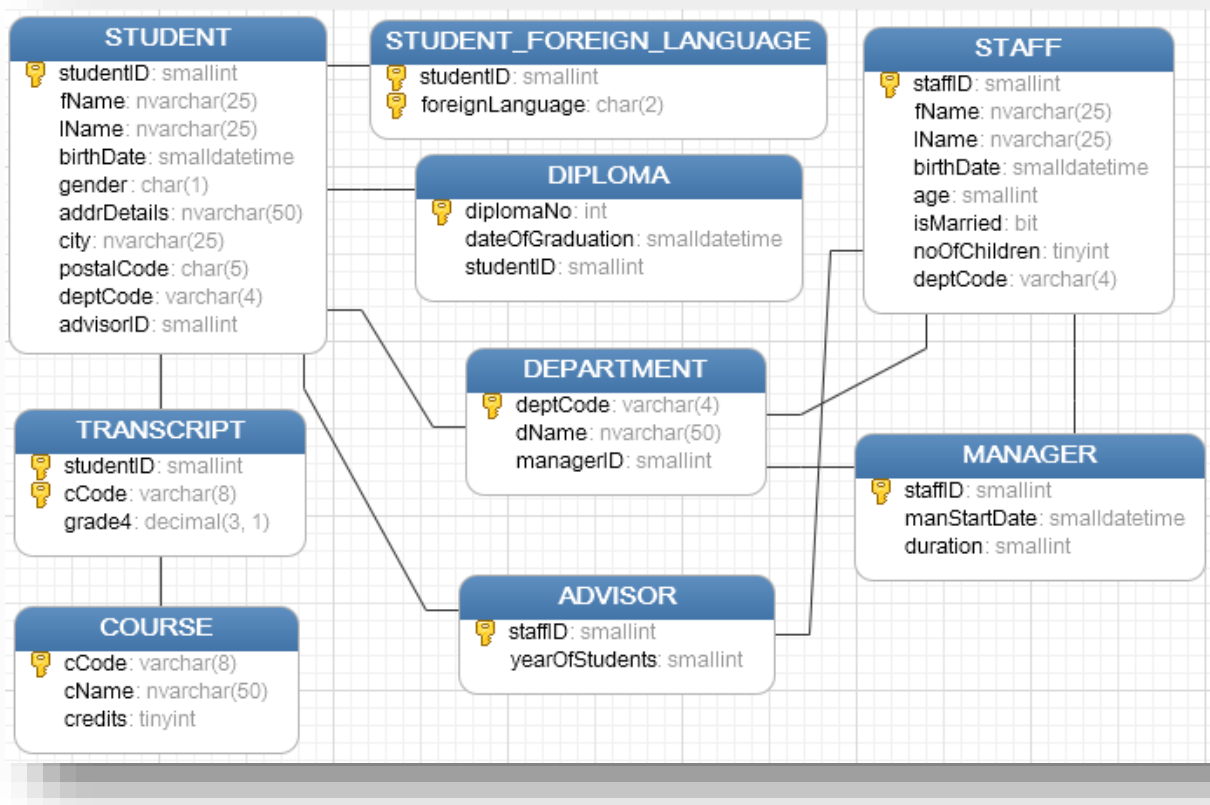 STUDENT
studentID: smallint
fName: nvarchar(25)
lName: nvarchar(25)
birthDate: smalldatetime
gender: char(1)
addrDetails: nvarchar(50)
city: nvarchar(25)
postalCode: char(5)
deptCode: varchar(4)
advisorID: smallint
STUDENT_FOREIGN_LANGUAGE
studentID: smallint
foreignLanguage: char(2)
STAFF
staffID: smallint
fName: nvarchar(25)
lName: nvarchar(25)
birthDate: smalldatetime
age: smallint
isMarried: bit
noOfChildren: tinyint
deptCode: varchar(4)
DIPLOMA
diplomaNo: int
dateOfGraduation: smalldatetime
studentID: smallint
DEPARTMENT
deptCode: varchar(4)
dName: nvarchar(50)
managerID: smallint
TRANSCRIPT
studentID: smallint
cCode: varchar(8)
grade4: decimal(3, 1)
MANAGER
staffID: smallint
manStartDate: smalldatetime
duration: smallint
ADVISOR
staffID: smallint
yearOfStudents: smallint
COURSE
cCode: varchar(8)
cName: nvarchar(50)
credits: tinyint